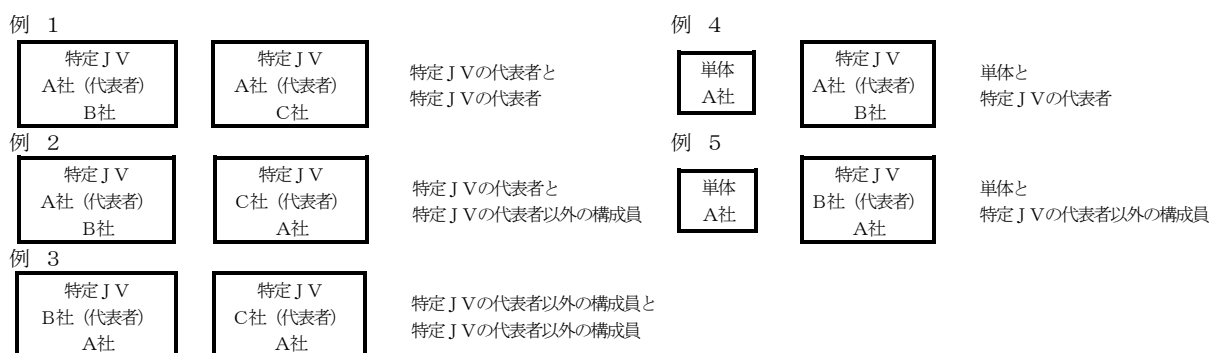 例 1
特定ＪＶ
A社（代表者）
B社
特定ＪＶ
A社（代表者）
C社
特定ＪＶの代表者と
特定ＪＶの代表者
例 2
特定ＪＶ
A社（代表者）
B社
特定ＪＶ
C社（代表者）
A社
特定ＪＶの代表者と
特定ＪＶの代表者以外の構成員
例 3
特定ＪＶ
B社（代表者）
A社
特定ＪＶ
C社（代表者）
A社
特定ＪＶの代表者以外の構成員と
特定ＪＶの代表者以外の構成員
例 4
単体
A社
特定ＪＶ
A社（代表者）
B社
単体と
特定ＪＶの代表者
例 5
単体
A社
特定ＪＶ
B社（代表者）
A社
単体と
特定ＪＶの代表者以外の構成員